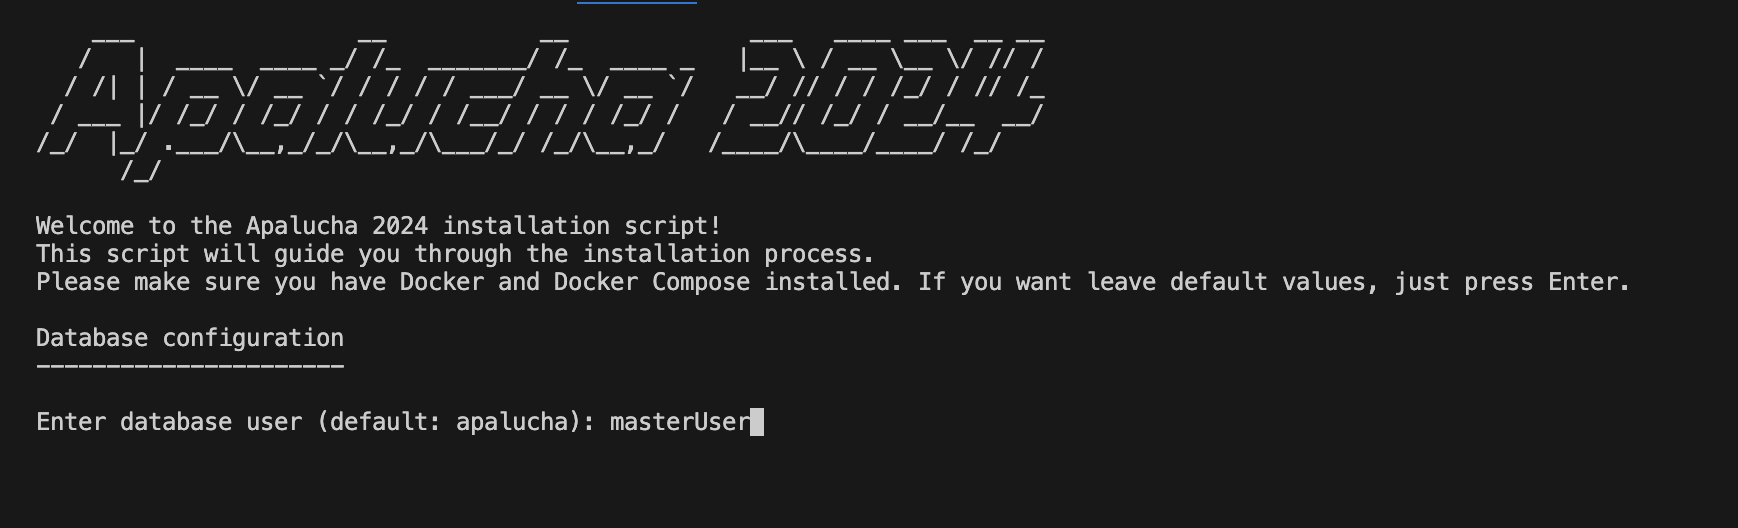 Apalucha 2024
Welcome to the Apalucha 2024 installation script!
This script will guide you through the installation process.
Please make sure you have Docker and Docker Compose installed. If you want leave default values, just press Enter.
Database configuration
----------------------
Enter database user (default: apalucha): masterUser